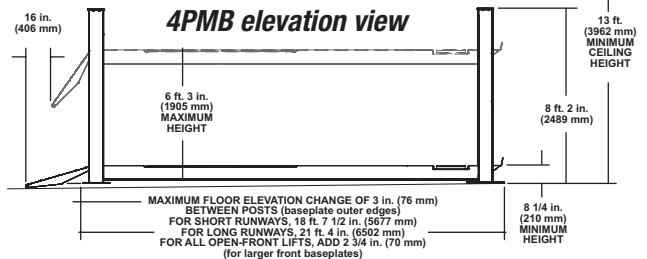 4PMB elevation view
16 in.
(406 mm)
13 ft.
(3962 mm)
MINIMUM
CEILING
HEIGHT
6 ft. 3 in.
(1905 mm)
MAXIMUM
HEIGHT
8 ft. 2 in.
(2489 mm)
MAXIMUM FLOOR ELEVATION CHANGE OF 3 in. (76 mm)
BETWEEN POSTS (baseplate outer edges)
FOR SHORT RUNWAYS, 18 ft. 7 1/2 in. (5677 mm)
FOR LONG RUNWAYS, 21 ft. 4 in. (6502 mm)
FOR ALL OPEN-FRONT LIFTS, ADD 2 3/4 in. (70 mm)
(for larger front baseplates)
8 1/4 in.
(210 mm)
MINIMUM
HEIGHT